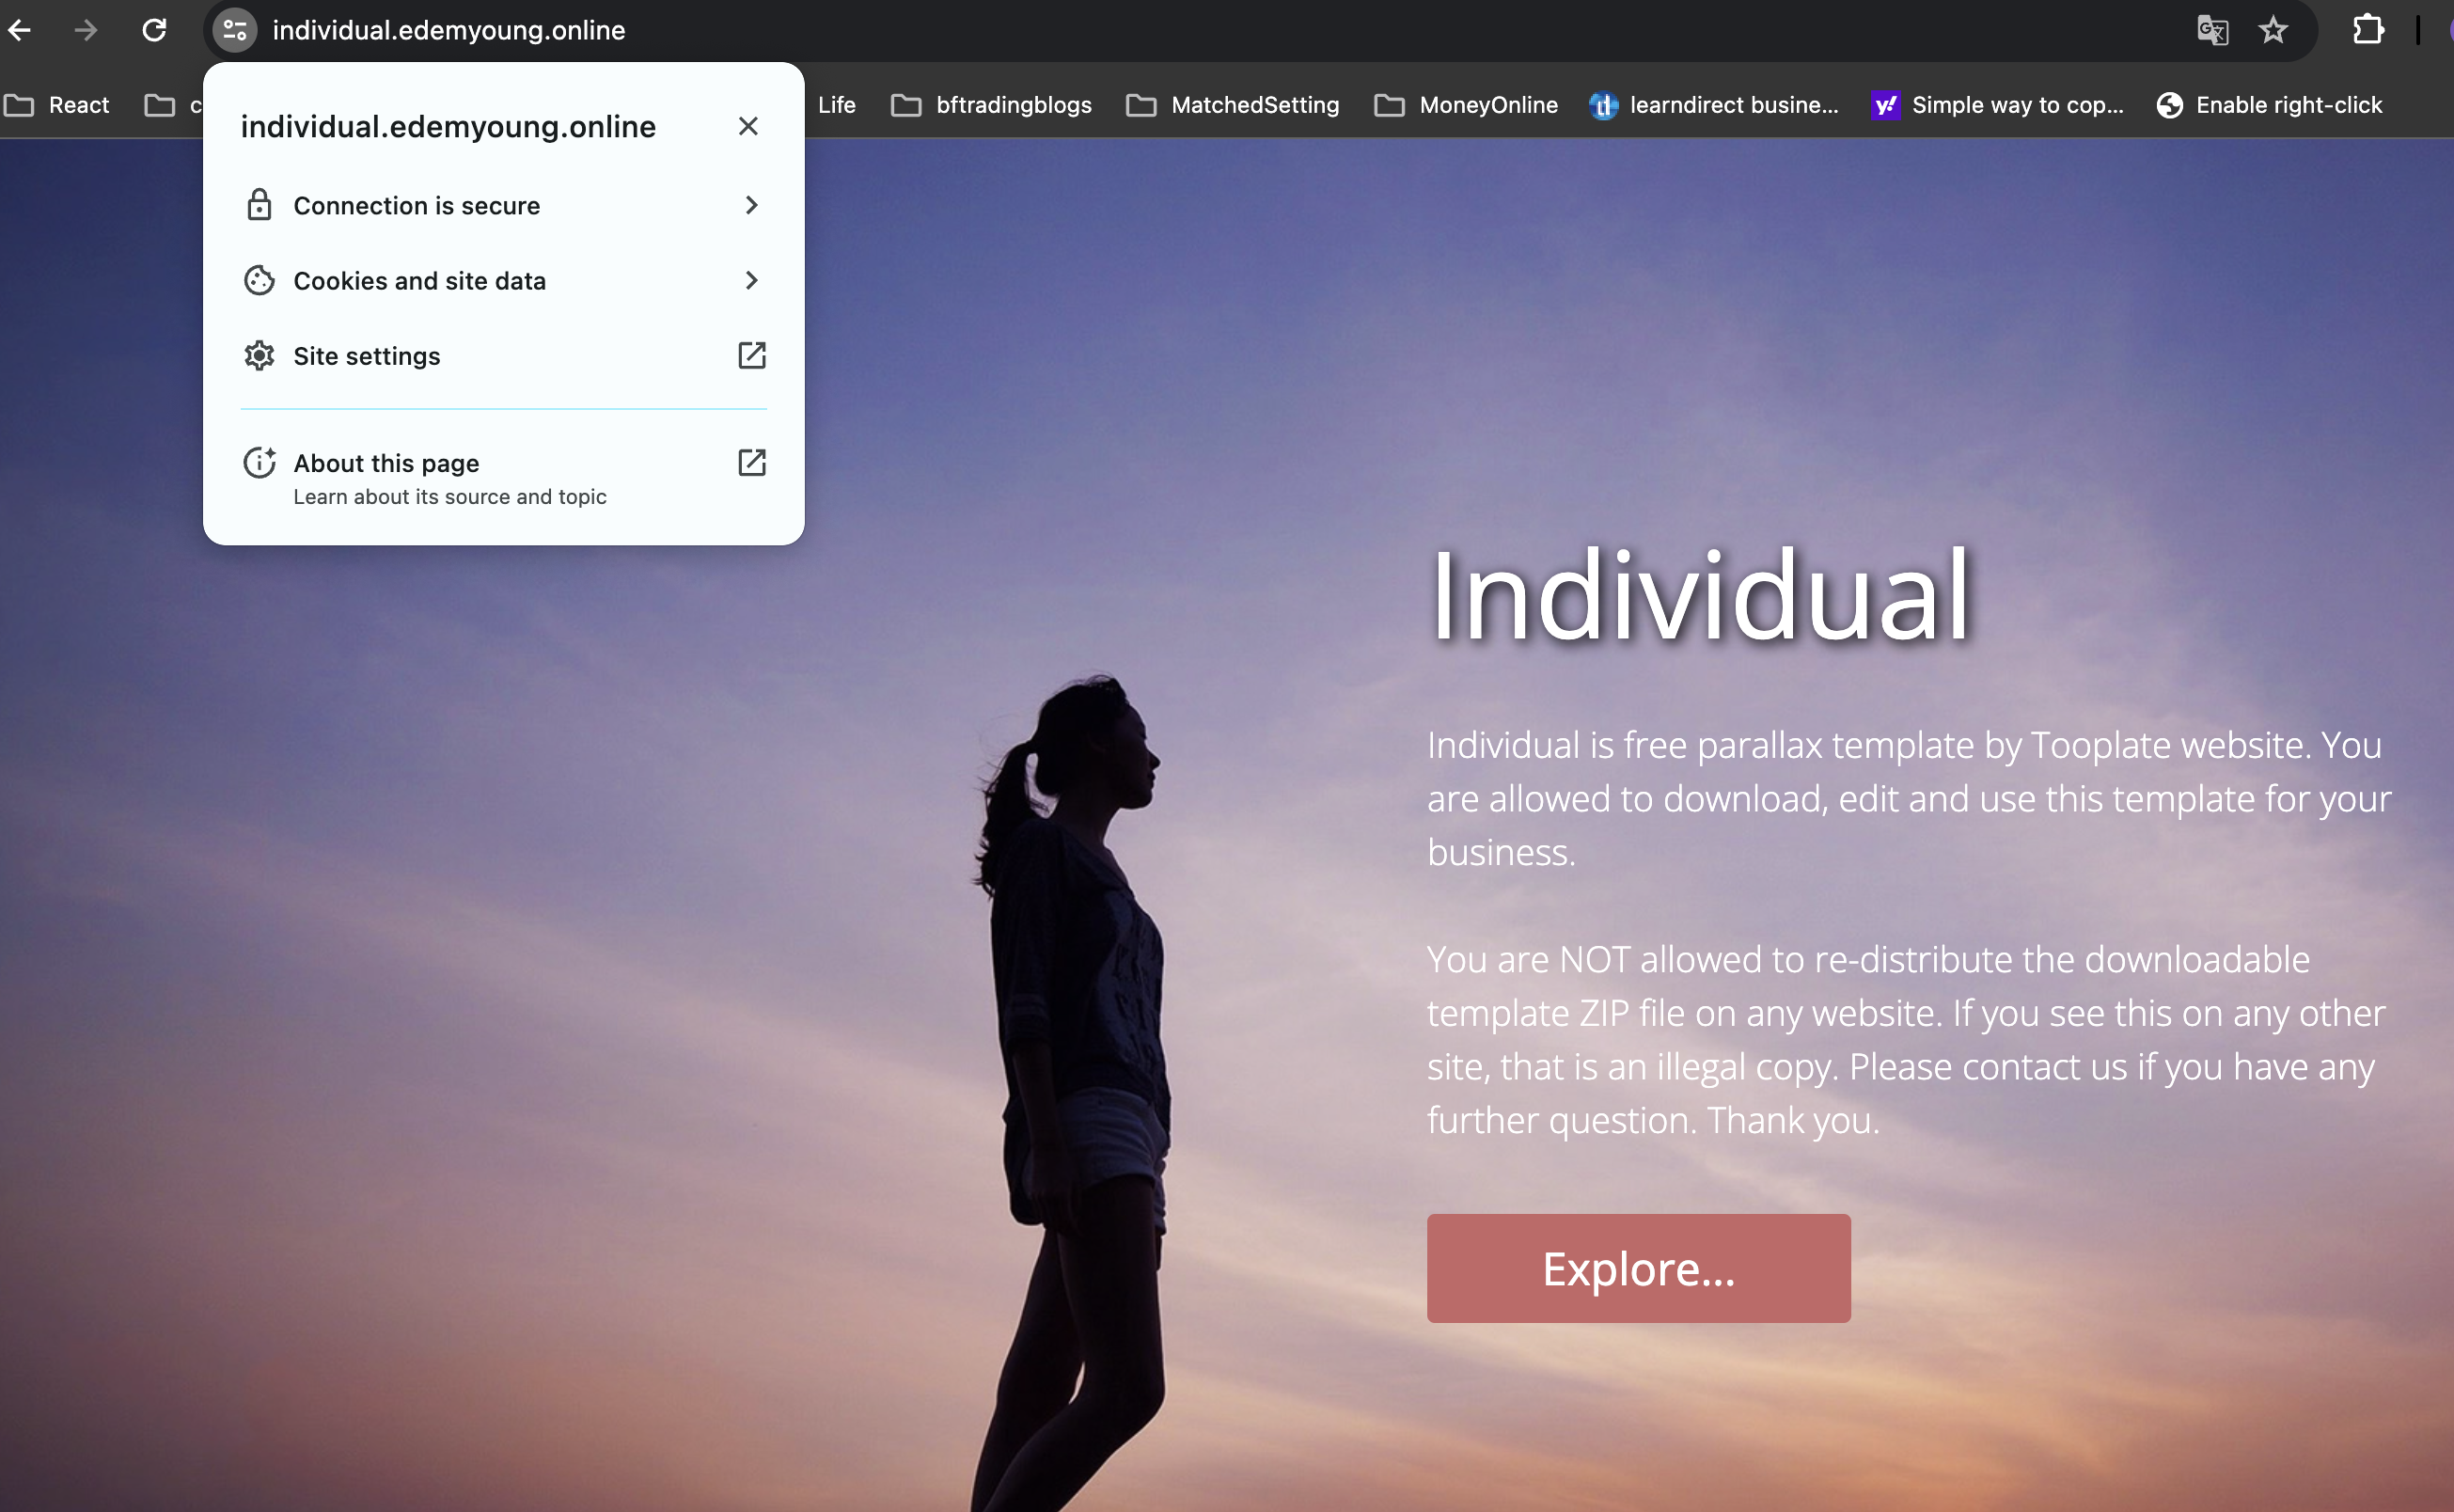 individual.edemyoung.online
React
c
Life
bftradingblogs
MatchedSetting
MoneyOnline
learndirect busine...
Simple way to cop...
Enable right-click
individual.edemyoung.online
Connection is secure
Cookies and site data
Site settings
About this page
Learn about its source and topic
Individual
Individual is free parallax template by Tooplate website. You
are allowed to download, edit and use this template for your
business.
You are NOT allowed to re-distribute the downloadable
template ZIP file on any website. If you see this on any other
site, that is an illegal copy. Please contact us if you have any
further question. Thank you.
Explore...